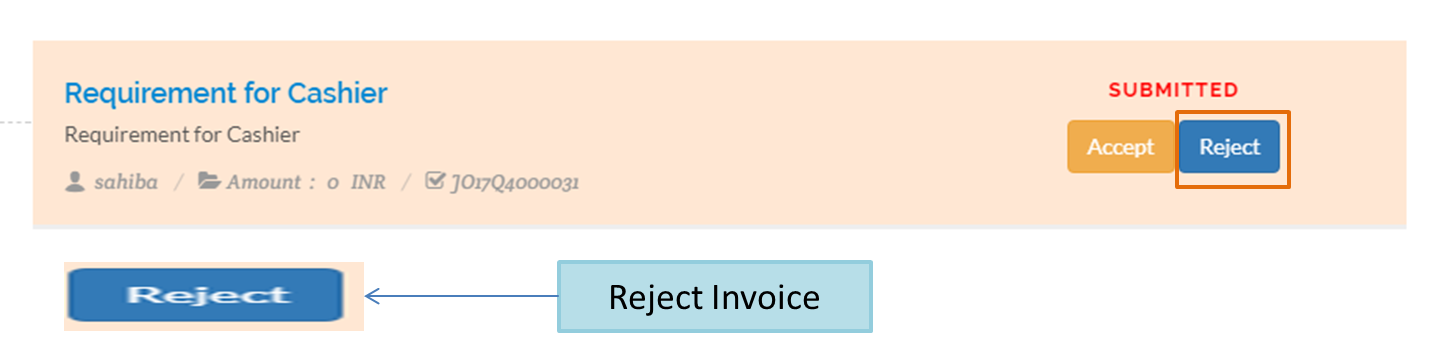 Requirement for Cashier
SUBMITTED
Requirement for Cashier
Accept Reject
sahiba / Amount : 0 INR / JO17Q4000031
Reject
Reject Invoice